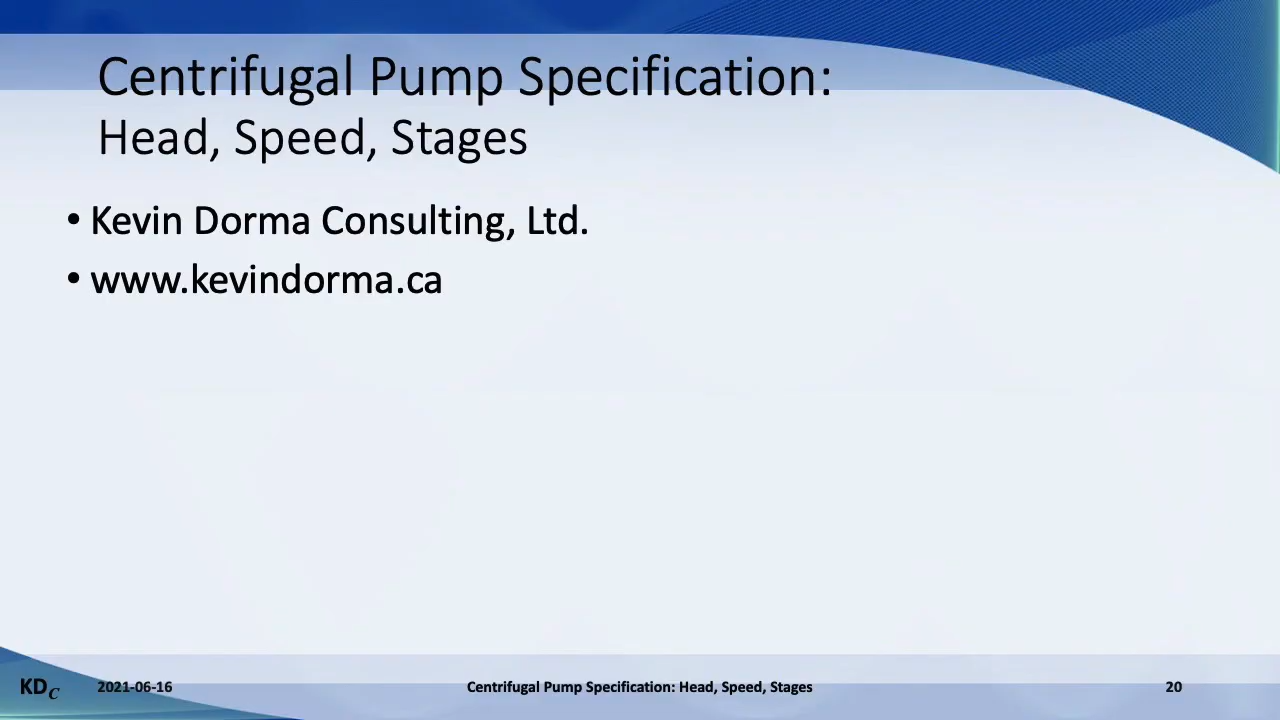 Centrifugal Pump Specification:
Head, Speed, Stages
• Kevin Dorma Consulting, Ltd.
• www.kevindorma.ca
KDC 2021-06-16 Centrifugal Pump Specification: Head, Speed, Stages 20